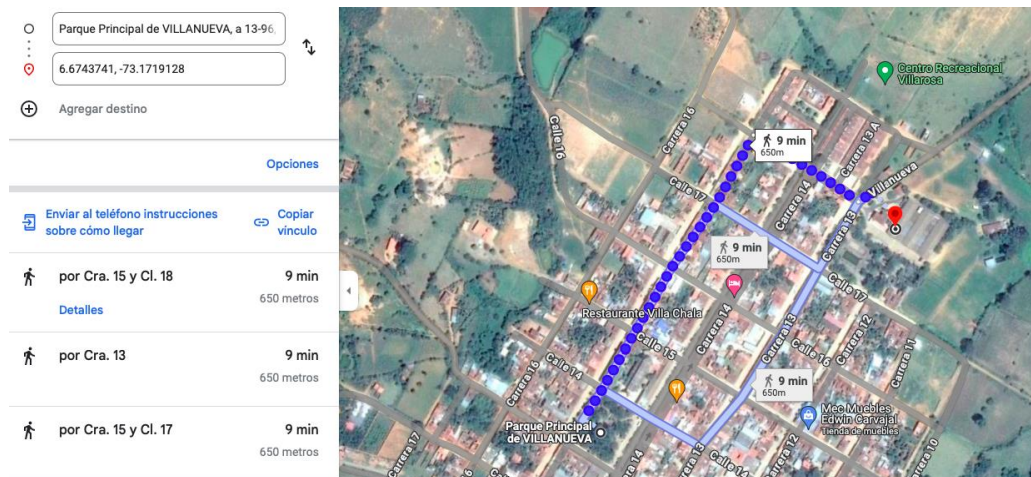 Parque Principal de VILLANUEVA, a 13-96,
6.6743741, -73.1719128
Agregar destino
Opciones
Enviar al teléfono instrucciones
sobre cómo llegar
Copiar
vínculo
por Cra. 15 y Cl. 18
9 min
650 metros
Detalles
por Cra. 13
9 min
650 metros
por Cra. 15 y Cl. 17
9 min
650 metros
Centro Recreacional
Villarosa
Calle 16
Carrera 16
9 min
650m
Carrera 13 A
Villanueva
Calle 17
Carrera 14
Carrera 13
9 min
650m
Calle 17
Restaurante Villa Chala
Calle 15
Carrera 14
Carrera 13
Calle 16
Carrera 12
Carrera 11
Calle 14
Carrera 16
9 min
650m
Mec Muebles
Edwin Carvajal
Tienda de muebles
Parque Principal
de VILLANUEVA
Carrera 17
Carrera 14
Carrera 13
Calle 14
Carrera 12
Carrera 10